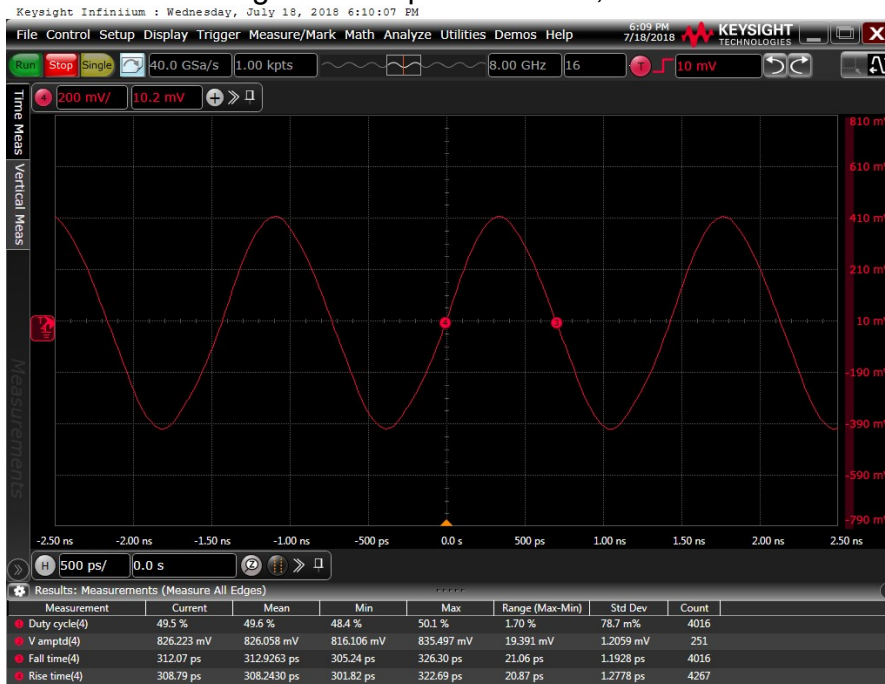 Keysight Infiniium : Wednesday, July 18, 2018 6:10:07 PM
File Control Setup Display Trigger Measure/Mark Math Analyze Utilities Demos Help 6:09 PM 7/18/2018 KEYSIGHT TECHNOLOGIES X
Run Stop Single 40.0 GSa/s 1.00 kpts 8.00 GHz 16 T 10 mV
4 200 mV/ 10.2 mV +
Time Meas
Vertical Meas
Measurements
810 m
610 m
410 m
210 m
10 m
-190 m
-390 m
-590 m
-790 m
4 3
-2.50 ns -2.00 ns -1.50 ns -1.00 ns -500 ps 0.0 s 500 ps 1.00 ns 1.50 ns 2.00 ns 2.50 ns
H 500 ps/ 0.0 s Z
Results: Measurements (Measure All Edges)
Measurement Current Mean Min Max Range (Max-Min) Std Dev Count
Duty cycle(4) 49.5 % 49.6 % 48.4 % 50.1 % 1.70 % 78.7 m% 4016
V amptd(4) 826.223 mV 826.058 mV 816.106 mV 835.497 mV 19.391 mV 1.2059 mV 251
Fall time(4) 312.07 ps 312.9263 ps 305.24 ps 326.30 ps 21.06 ps 1.1928 ps 4016
Rise time(4) 308.79 ps 308.2430 ps 301.82 ps 322.69 ps 20.87 ps 1.2778 ps 4267